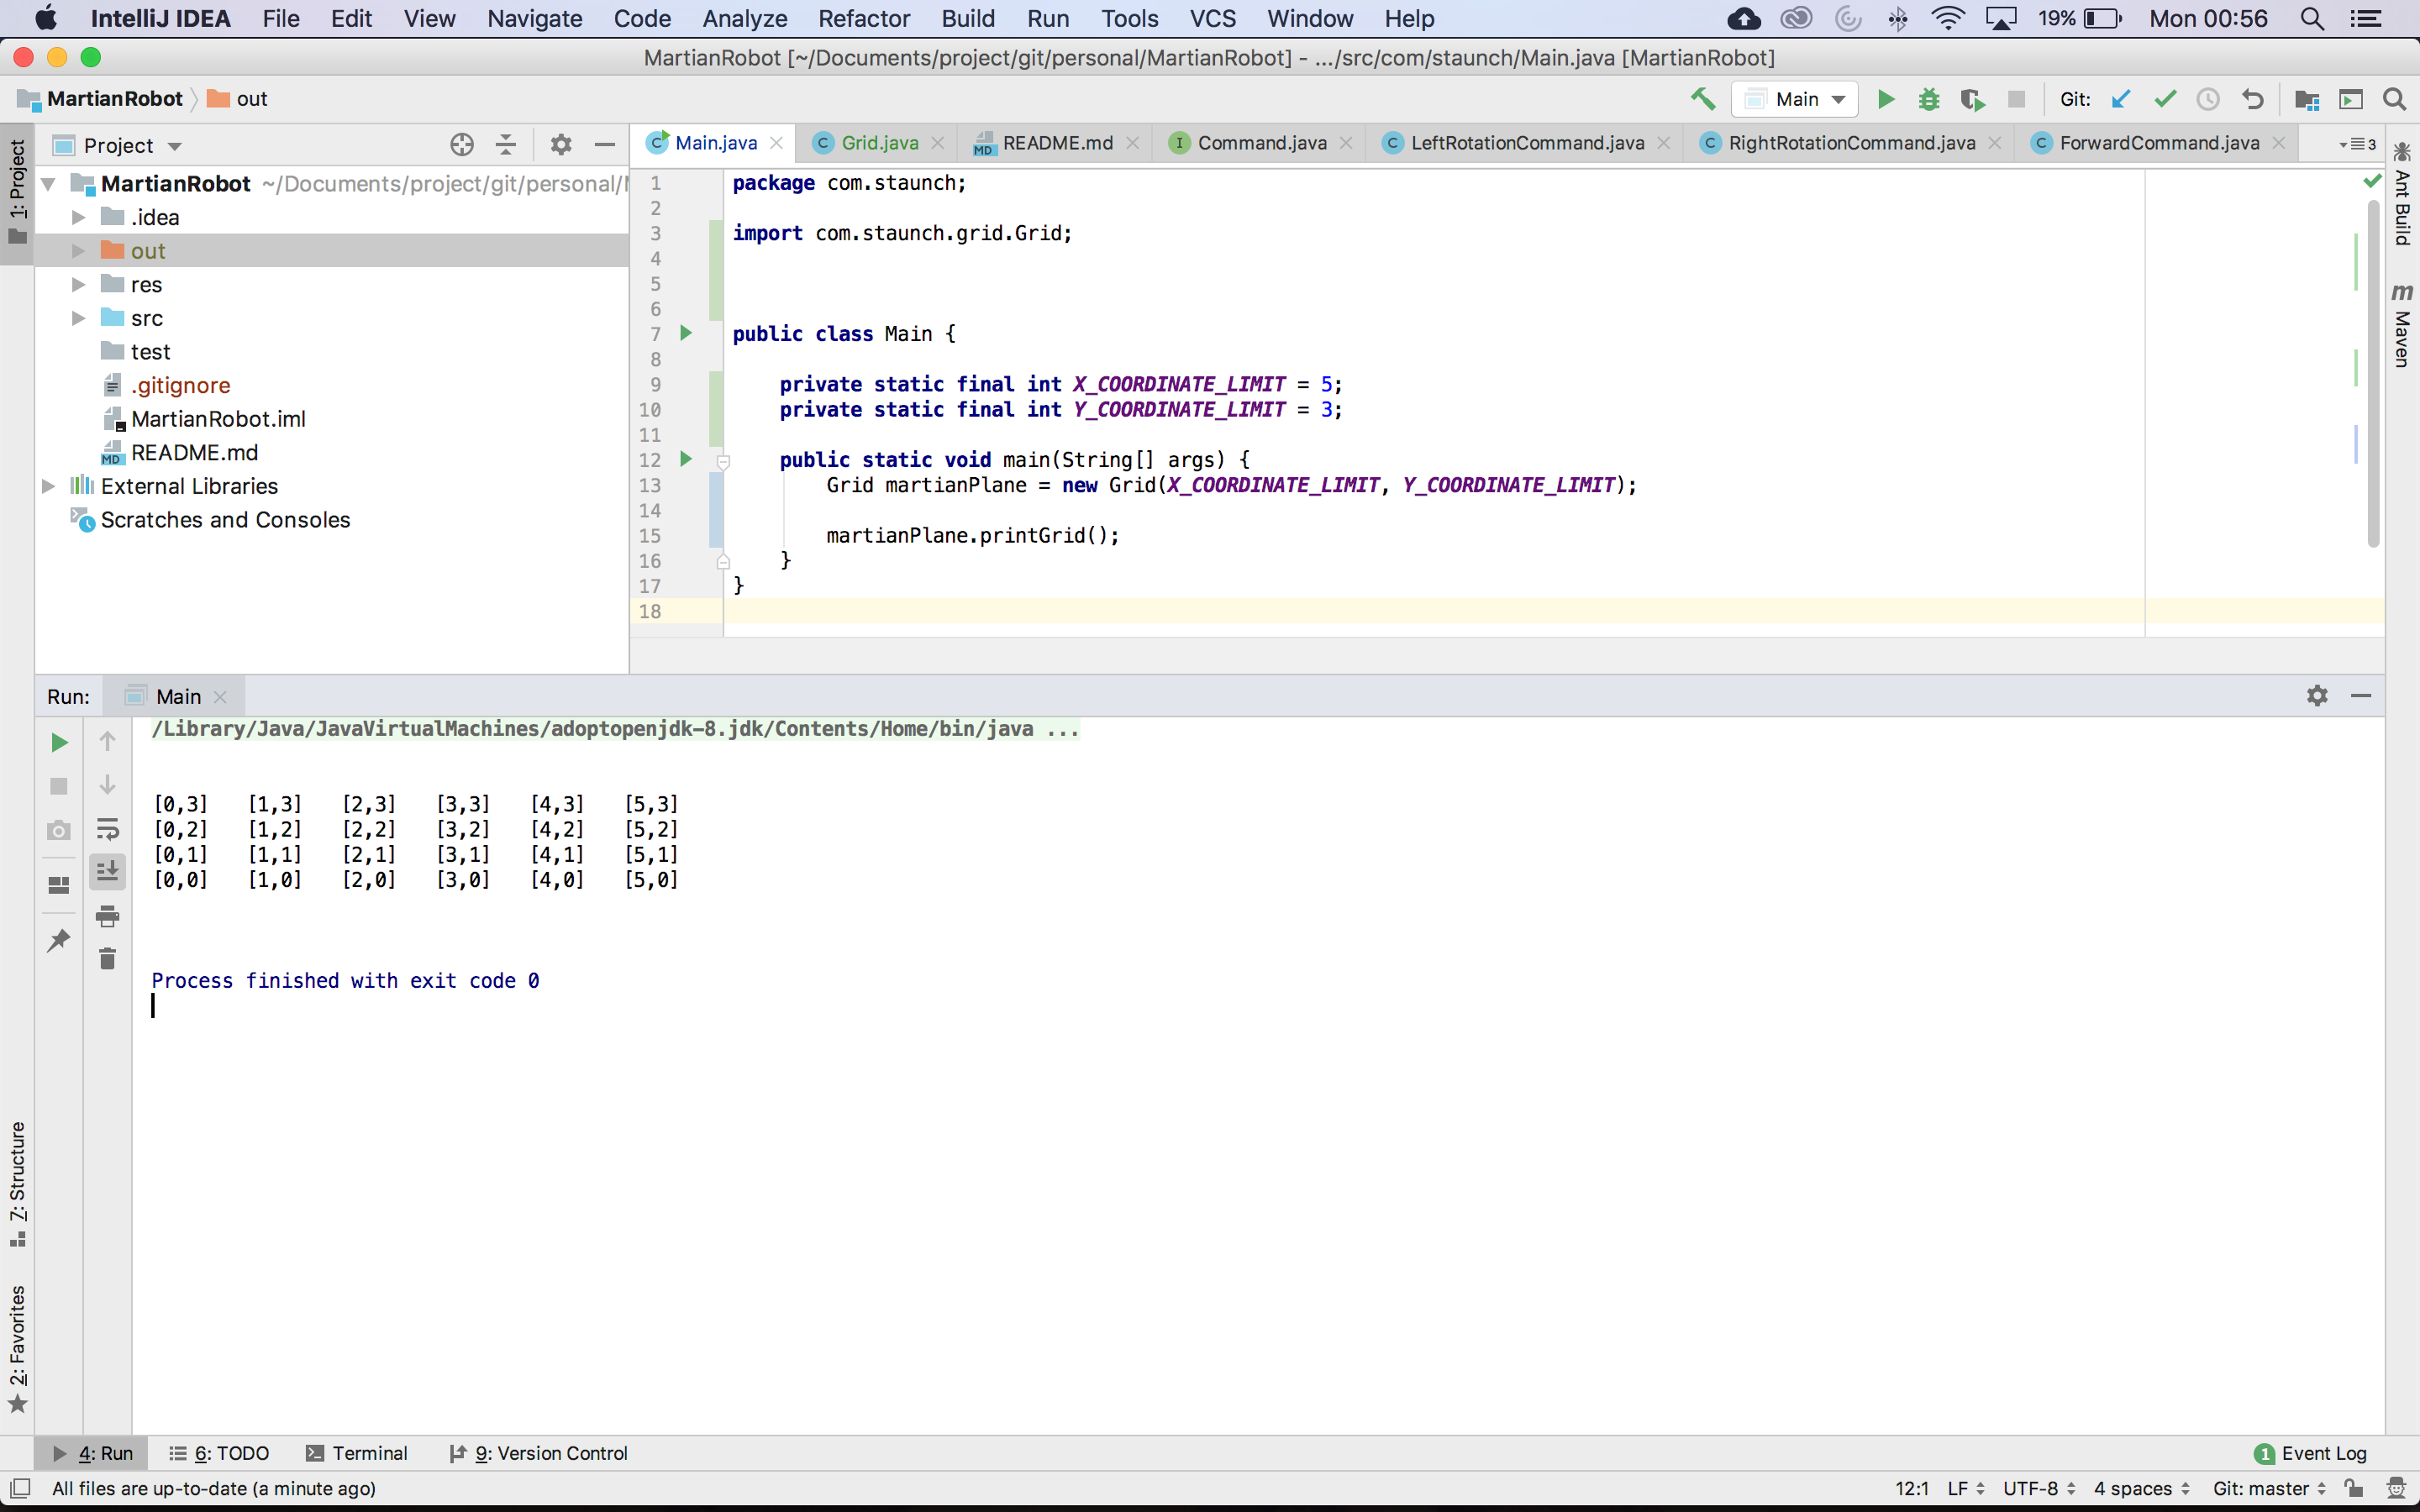 IntelliJ IDEA File Edit View Navigate Code Analyze Refactor Build Run Tools VCS Window Help 19% Mon 00:56
MartianRobot [~/Documents/project/git/personal/MartianRobot] - .../src/com/staunch/Main.java [MartianRobot]
MartianRobot out Main Git:
1: Project
Project
MartianRobot ~/Documents/project/git/personal/
.idea
out
res
src
test
.gitignore
MartianRobot.iml
README.md
External Libraries
Scratches and Consoles
Main.java Grid.java README.md Command.java LeftRotationCommand.java RightRotationCommand.java ForwardCommand.java 3
1 package com.staunch;
2
3 import com.staunch.grid.Grid;
4
5
6
7 public class Main {
8
9 private static final int X_COORDINATE_LIMIT = 5;
10 private static final int Y_COORDINATE_LIMIT = 3;
11
12 public static void main(String[] args) {
13 Grid martianPlane = new Grid(X_COORDINATE_LIMIT, Y_COORDINATE_LIMIT);
14
15 martianPlane.printGrid();
16 }
17 }
18
Ant Build
m Maven
Run: Main
/Library/Java/JavaVirtualMachines/adoptopenjdk-8.jdk/Contents/Home/bin/java ...
[0,3] [1,3] [2,3] [3,3] [4,3] [5,3]
[0,2] [1,2] [2,2] [3,2] [4,2] [5,2]
[0,1] [1,1] [2,1] [3,1] [4,1] [5,1]
[0,0] [1,0] [2,0] [3,0] [4,0] [5,0]
Process finished with exit code 0
7: Structure
2: Favorites
4: Run 6: TODO Terminal 9: Version Control 1 Event Log
All files are up-to-date (a minute ago) 12:1 LF UTF-8 4 spaces Git: master